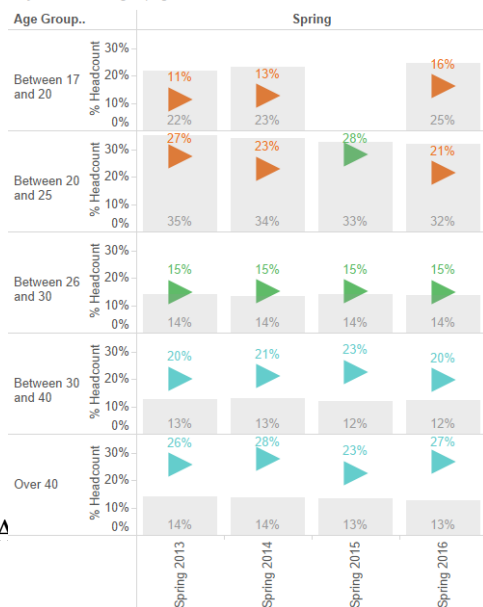 Age Group..
Spring
Between 17
and 20
% Headcount
30%
20%
10%
0%
11%
13%
16%
22%
23%
25%
Between 20
and 25
% Headcount
30%
20%
10%
0%
27%
23%
28%
21%
35%
34%
33%
32%
Between 26
and 30
% Headcount
30%
20%
10%
0%
15%
15%
15%
15%
14%
14%
14%
14%
Between 30
and 40
% Headcount
30%
20%
10%
0%
20%
21%
23%
20%
13%
13%
12%
12%
Over 40
% Headcount
30%
20%
10%
0%
26%
28%
23%
27%
14%
14%
13%
13%
Spring 2013
Spring 2014
Spring 2015
Spring 2016